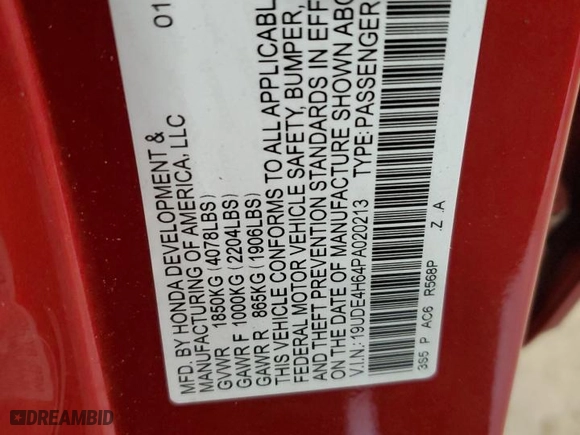 MFD. BY HONDA DEVELOPMENT & 01
MANUFACTURING OF AMERICA, LLC
GVWR 1850KG (4078LBS)
GAWR F 1000KG (2204LBS)
GAWR R 865KG (1906LBS)
THIS VEHICLE CONFORMS TO ALL APPLICABL
FEDERAL MOTOR VEHICLE SAFETY, BUMPER,
AND THEFT PREVENTION STANDARDS IN EFF
ON THE DATE OF MANUFACTURE SHOWN ABO
V.I.N.: 19UDE4H64PA020213 TYPE: PASSENGER
3S5 P AC6 R568P Z A
DREAMBID